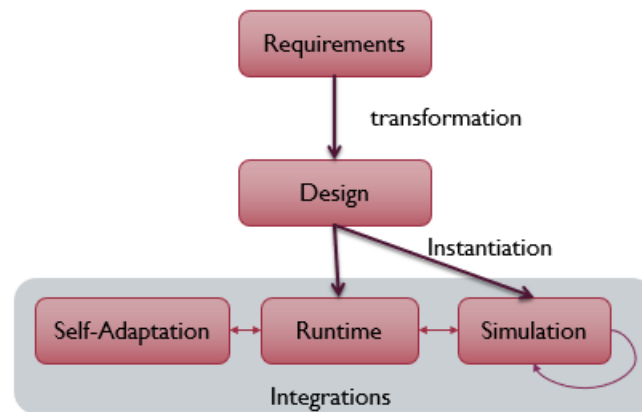 Requirements
transformation
Design
Instantiation
Self-Adaptation
Runtime
Simulation
Integrations